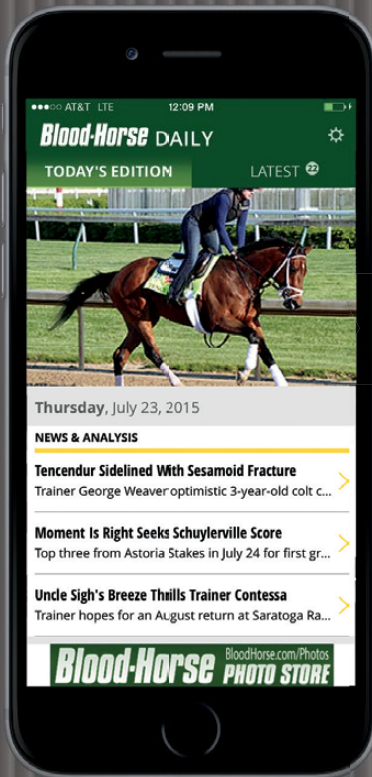 AT&T LTE 12:09 PM
Blood-Horse DAILY
TODAY'S EDITION LATEST 22
Thursday, July 23, 2015
NEWS & ANALYSIS
Tencendur Sidelined With Sesamoid Fracture
Trainer George Weaver optimistic 3-year-old colt c...
Moment Is Right Seeks Schuylerville Score
Top three from Astoria Stakes in July 24 for first gr...
Uncle Sigh's Breeze Thrills Trainer Contessa
Trainer hopes for an August return at Saratoga Ra...
Blood-Horse BloodHorse.com/Photos
PHOTO STORE